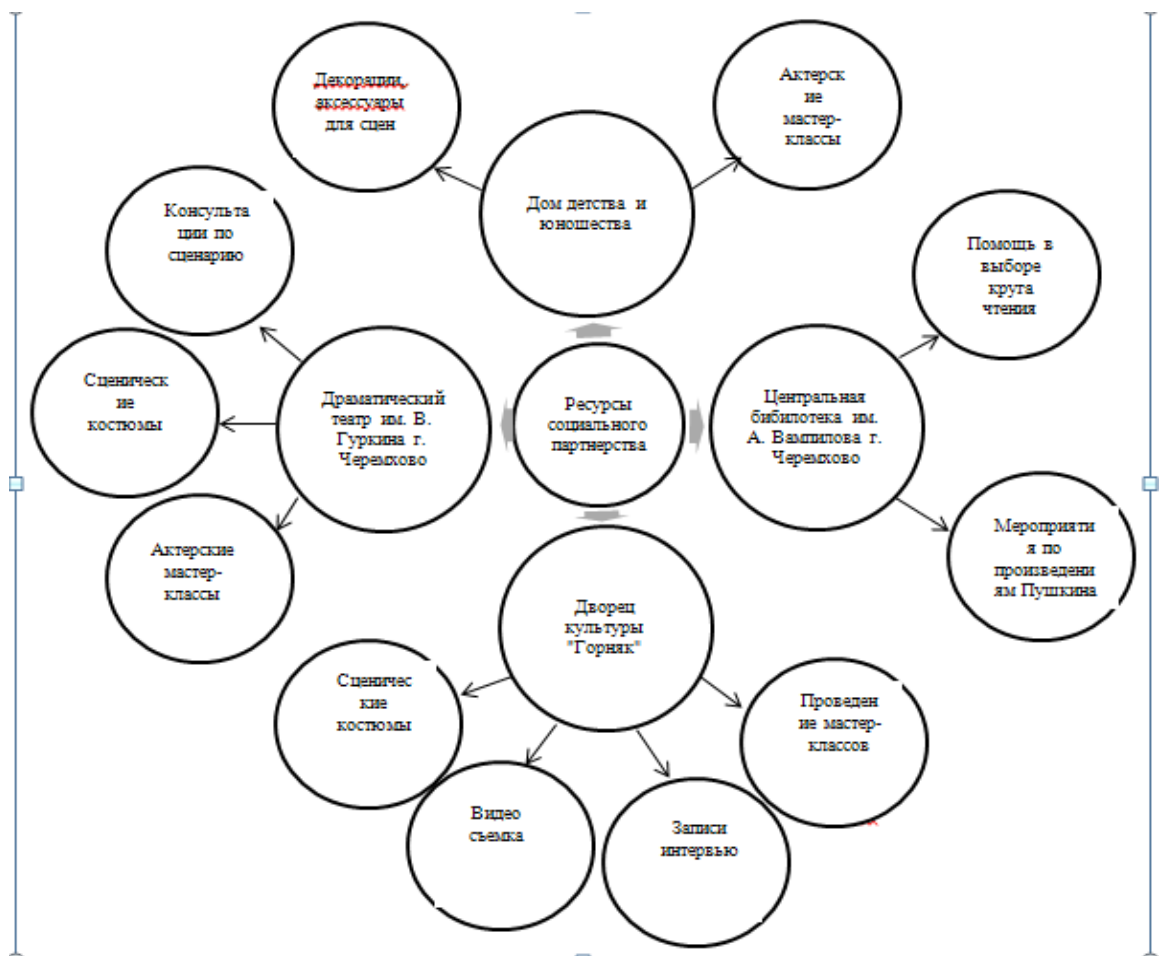 Декорации,
аксессуары
для сцен
Актерск
ие
мастер-
классы
Консульта
ции по
сценарию
Дом детства и
юношества
Помощь в
выборе
круга
чтения
Сценическ
ие
костюмы
Драматический
театр им. В.
Гуркина г.
Черемхово
Ресурсы
социального
партнерства
Центральная
бибилотека им.
А. Вампилова г.
Черемхово
Актерские
мастер-
классы
Мероприяти
я по
произведени
ям Пушкина
Дворец
культуры
"Горняк"
Сценичес
кие
костюмы
Проведен
ие мастер-
классов
Видео
съемка
Записи
интервью